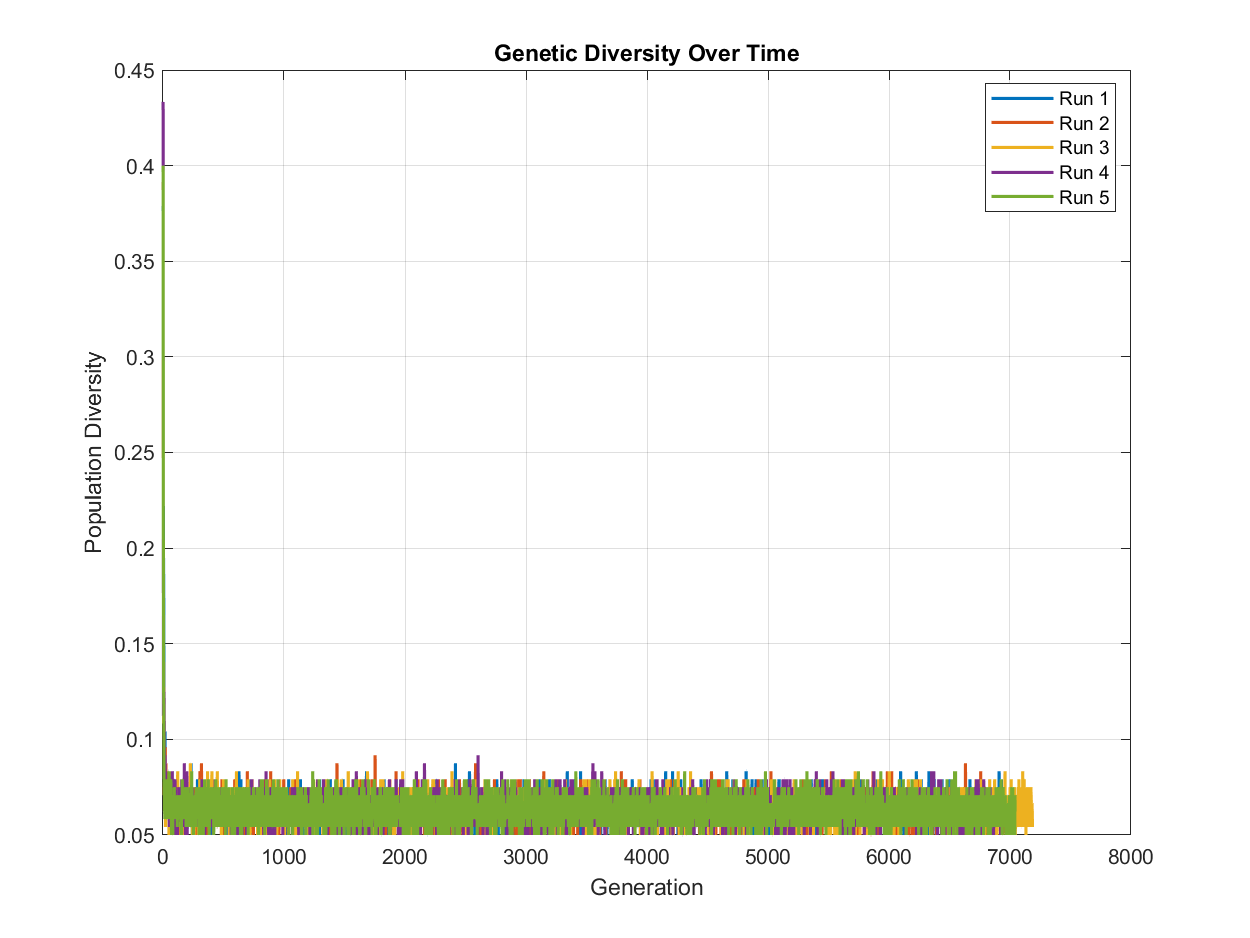 Genetic Diversity Over Time
0.45
0.4
0.35
0.3
0.25
0.2
0.15
0.1
0.05
Population Diversity
Run 1
Run 2
Run 3
Run 4
Run 5
0 1000 2000 3000 4000 5000 6000 7000 8000
Generation